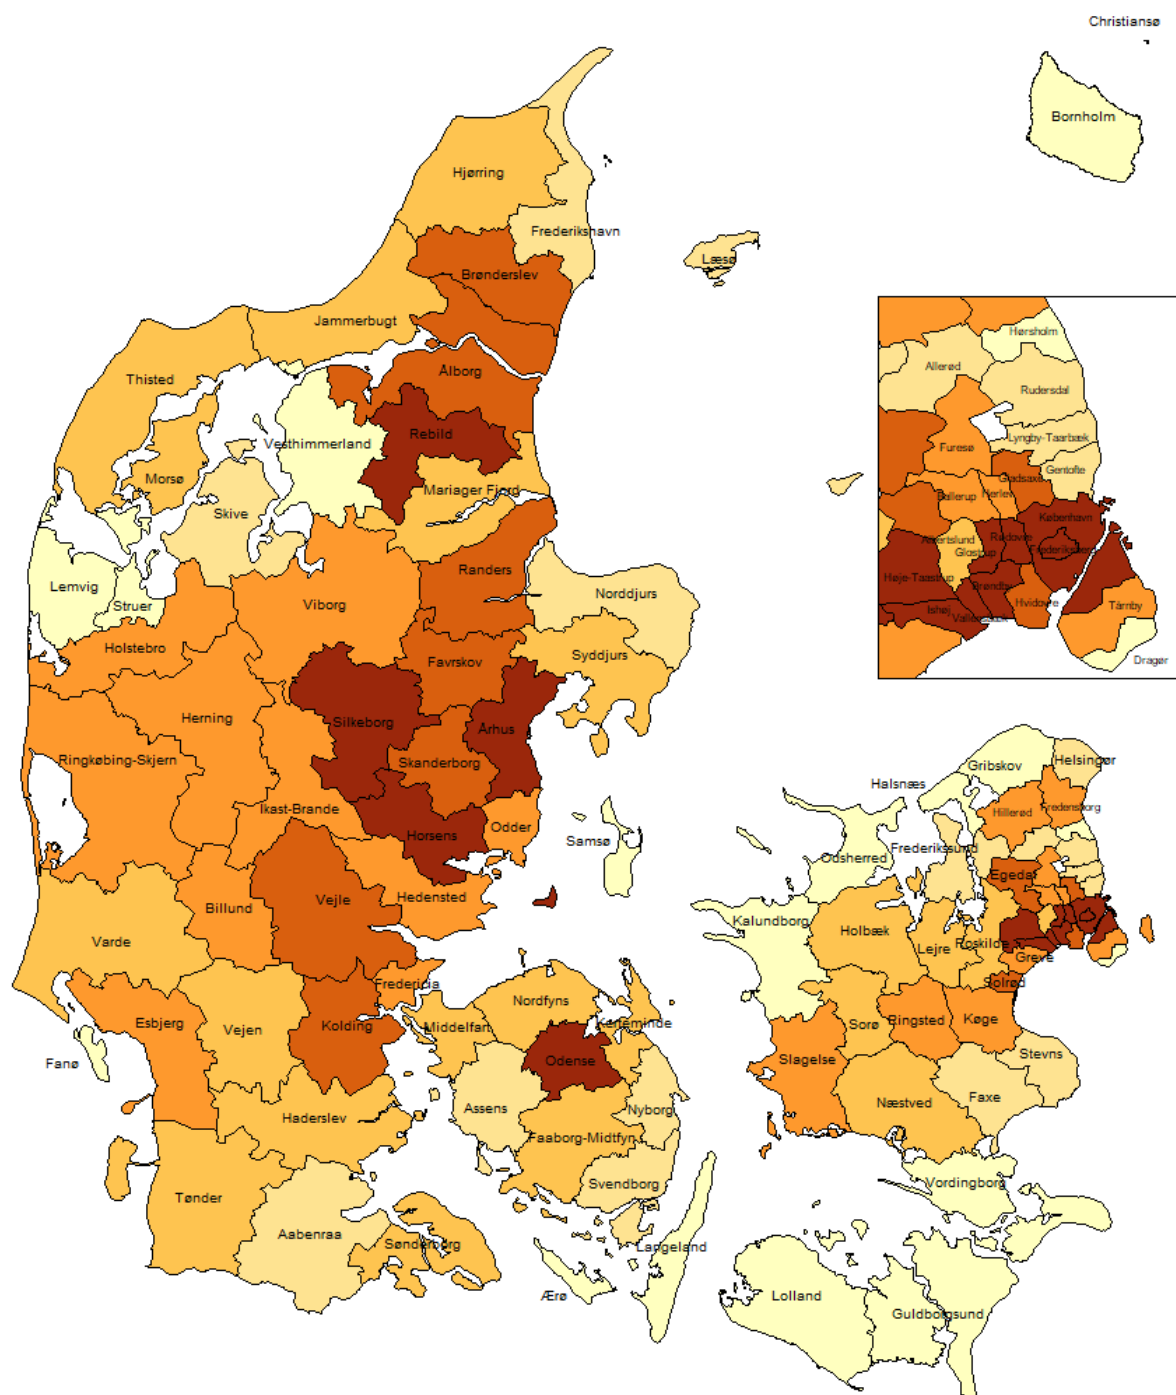 Christiansø
Bornholm
Hjørring
Frederikshavn
Læsø
Brønderslev
Jammerbugt
Hørsholm
Allerød
Thisted
Ålborg
Rudersdal
Rebild
Vesthimmerland
Lyngby-Taarbæk
Furesø
Gentofte
Gladsaxe
Morsø
Mariager Fjord
Ballerup
Herlev
Skive
København
Rødovre
Albertslund
Glostrup
Frederiksberg
Randers
Høje-Taastrup
Lemvig
Norddjurs
Brøndby
Struer
Viborg
Hvidovre
Tårnby
Ishøj
Vallensbæk
Holstebro
Favrskov
Syddjurs
Dragør
Herning
Silkeborg
Århus
Ringkøbing-Skjern
Skanderborg
Helsingør
Gribskov
Halsnæs
Ikast-Brande
Hillerød
Fredensborg
Odder
Horsens
Samsø
Frederikssund
Odsherred
Egedal
Billund
Vejle
Hedensted
Kalundborg
Varde
Holbæk
Lejre
Roskilde
Greve
Fredericia
Solrød
Nordfyns
Esbjerg
Vejen
Kolding
Middelfart
Kerteminde
Sorø
Ringsted
Køge
Fanø
Odense
Slagelse
Stevns
Assens
Nyborg
Næstved
Faxe
Haderslev
Faaborg-Midtfyn
Svendborg
Vordingborg
Tønder
Aabenraa
Sønderborg
Langeland
Ærø
Lolland
Guldborgsund